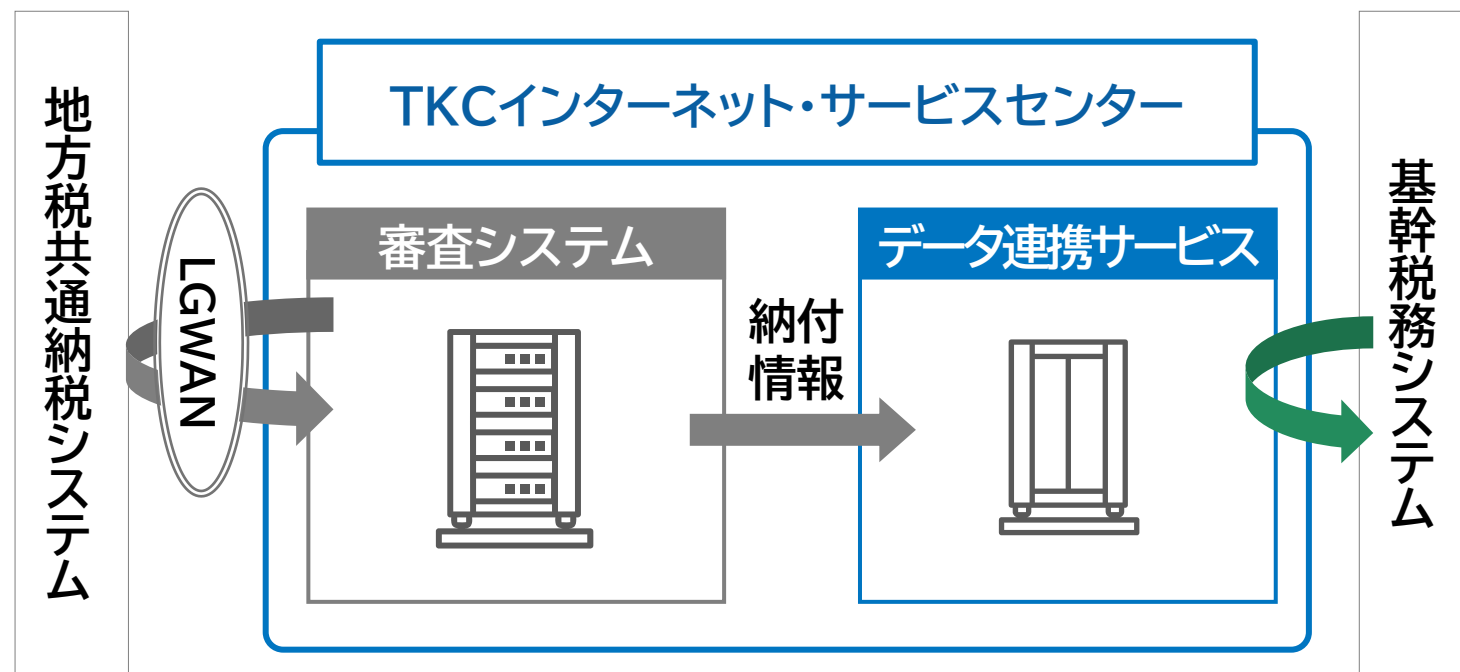 地方税共通納税システム
LGWAN
TKCインターネット・サービスセンター
審査システム
納付
情報
データ連携サービス
基幹税務システム